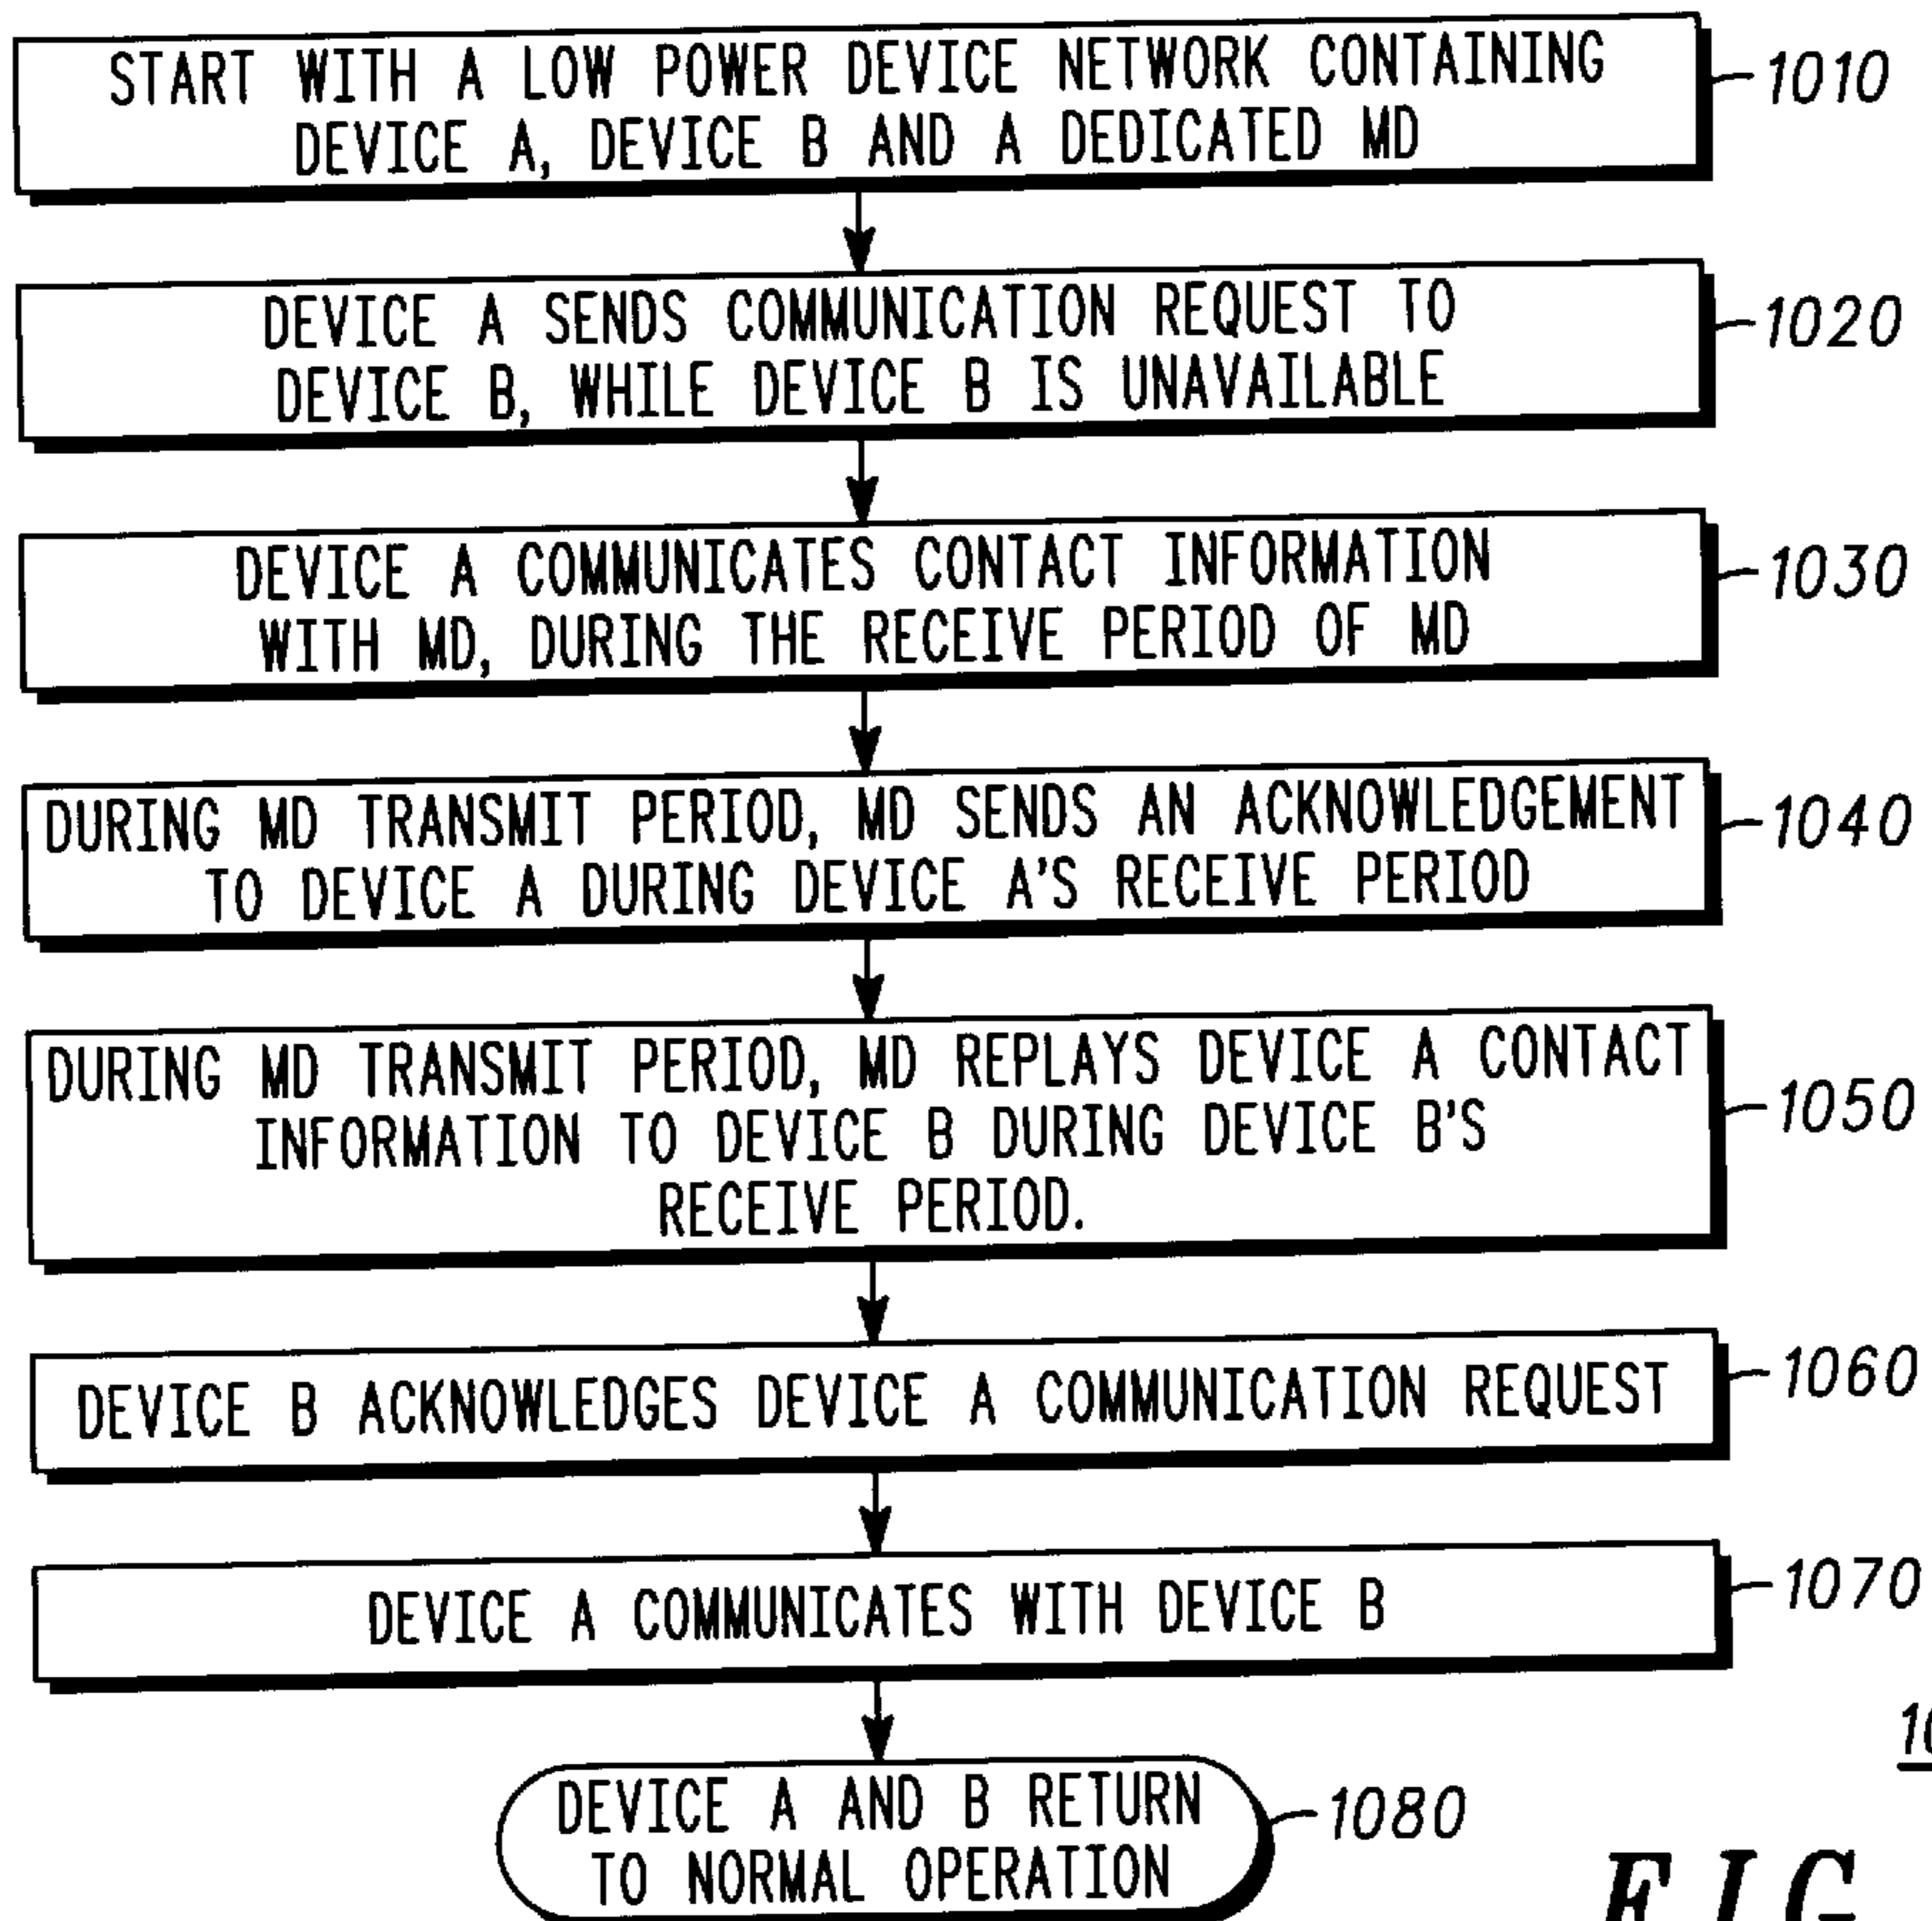 START WITH A LOW POWER DEVICE NETWORK CONTAINING
DEVICE A, DEVICE B AND A DEDICATED MD
1010
DEVICE A SENDS COMMUNICATION REQUEST TO
DEVICE B, WHILE DEVICE B IS UNAVAILABLE
1020
DEVICE A COMMUNICATES CONTACT INFORMATION
WITH MD, DURING THE RECEIVE PERIOD OF MD
1030
DURING MD TRANSMIT PERIOD, MD SENDS AN ACKNOWLEDGEMENT
TO DEVICE A DURING DEVICE A'S RECEIVE PERIOD
1040
DURING MD TRANSMIT PERIOD, MD REPLAYS DEVICE A CONTACT
INFORMATION TO DEVICE B DURING DEVICE B'S
RECEIVE PERIOD.
1050
DEVICE B ACKNOWLEDGES DEVICE A COMMUNICATION REQUEST
1060
DEVICE A COMMUNICATES WITH DEVICE B
1070
DEVICE A AND B RETURN
TO NORMAL OPERATION
1080
FIG